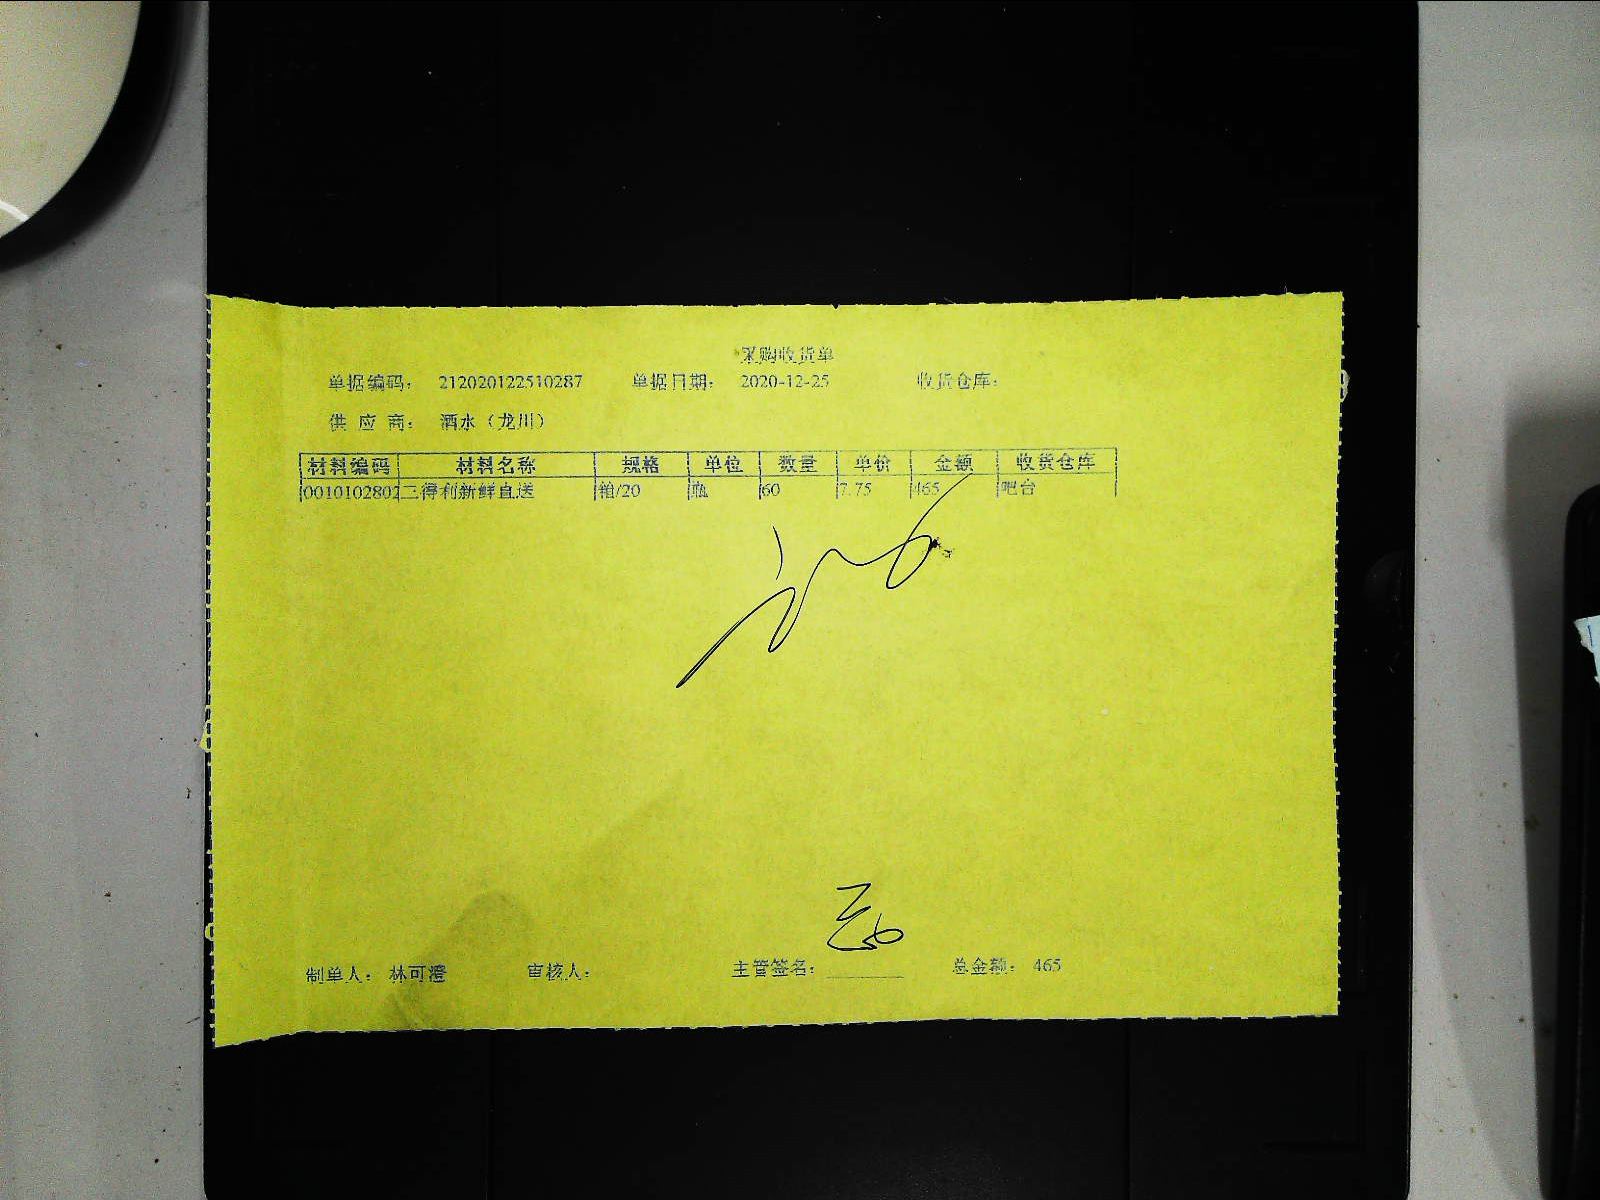 采购收货单
单据编码： 212020122510287 单据日期： 2020-12-25 收货仓库：
供 应 商： 酒水（龙川）
材料编码 材料名称 规格 单位 数量 单价 金额 收货仓库
0010102802 三得利新鲜直送 箱/20 瓶 60 7.75 465 吧台
制单人： 林可澄 审核人： 主管签名： 总金额： 465